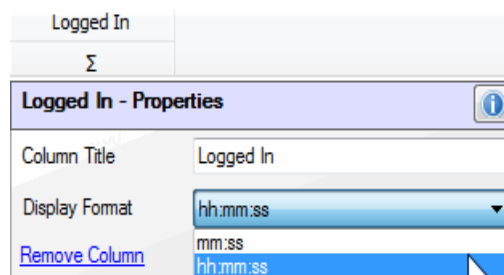 Logged In
Σ
Logged In - Properties
Column Title Logged In
Display Format hh:mm:ss
mm:ss
Remove Column hh:mm:ss